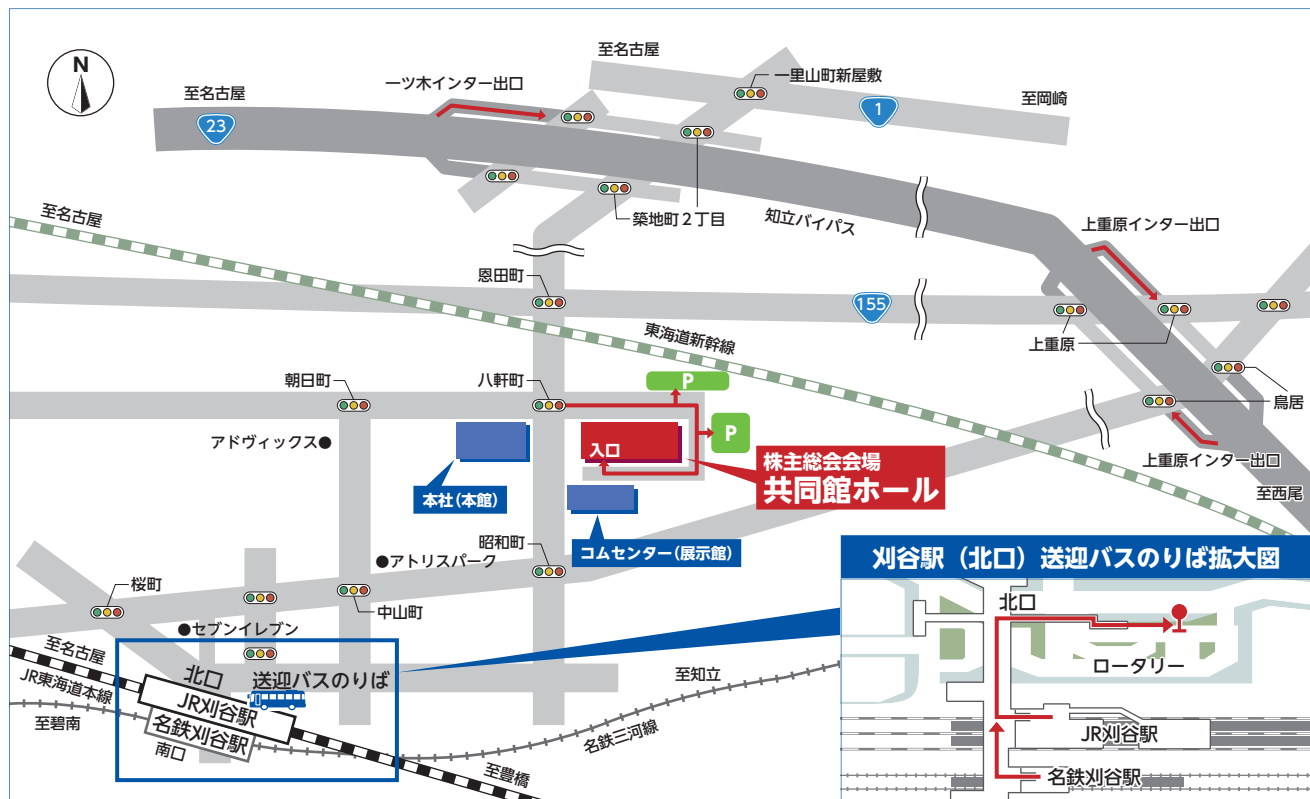 N
至名古屋
一里山町新屋敷
一ツ木インター出口
至名古屋
至岡崎
1
23
築地町2丁目
知立バイパス
至名古屋
上重原インター出口
恩田町
155
東海道新幹線
上重原
朝日町
八軒町
P
鳥居
アドヴィックス●
P
入口
株主総会会場
共同館ホール
上重原インター出口
至西尾
本社(本館)
コムセンター(展示館)
昭和町
●アトリスパーク
桜町
中山町
●セブンイレブン
至名古屋
JR東海道本線
北口
送迎バスのりば
JR刈谷駅
至碧南
名鉄刈谷駅
南口
至知立
名鉄三河線
至豊橋
刈谷駅(北口)送迎バスのりば拡大図
北口
ロータリー
JR刈谷駅
名鉄刈谷駅